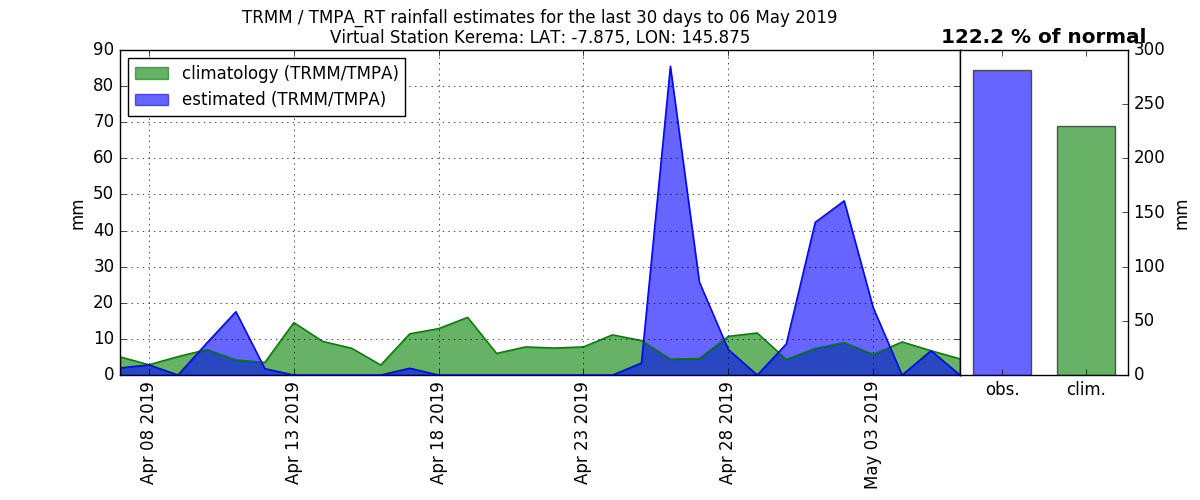 TRMM / TMPA_RT rainfall estimates for the last 30 days to 06 May 2019
Virtual Station Kerema: LAT: -7.875, LON: 145.875
122.2 % of normal
climatology (TRMM/TMPA)
estimated (TRMM/TMPA)
90
80
70
60
50
40
30
20
10
0
mm
Apr 08 2019
Apr 13 2019
Apr 18 2019
Apr 23 2019
Apr 28 2019
May 03 2019
300
250
200
150
100
50
0
mm
obs.
clim.